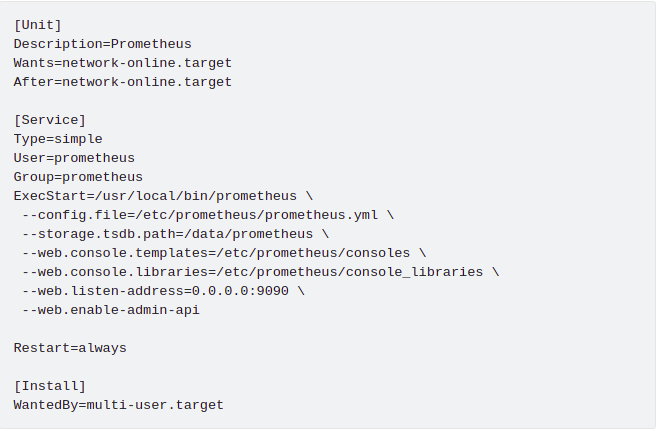 [Unit]
Description=Prometheus
Wants=network-online.target
After=network-online.target

[Service]
Type=simple
User=prometheus
Group=prometheus
ExecStart=/usr/local/bin/prometheus \
 --config.file=/etc/prometheus/prometheus.yml \
 --storage.tsdb.path=/data/prometheus \
 --web.console.templates=/etc/prometheus/consoles \
 --web.console.libraries=/etc/prometheus/console_libraries \
 --web.listen-address=0.0.0.0:9090 \
 --web.enable-admin-api

Restart=always

[Install]
WantedBy=multi-user.target